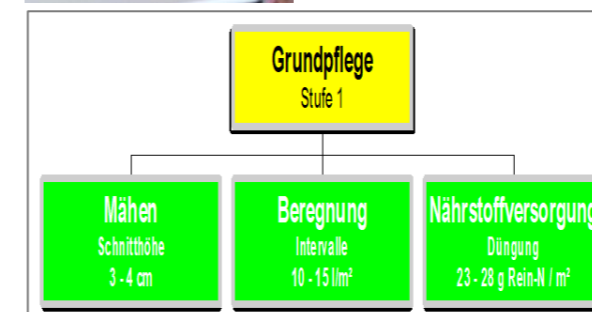 Grundpflege
Stufe 1
Mähen
Schnitthöhe
3 - 4 cm
Beregnung
Intervalle
10 - 15 l/m²
Nährstoffversorgung
Düngung
23 - 28 g Rein-N / m²